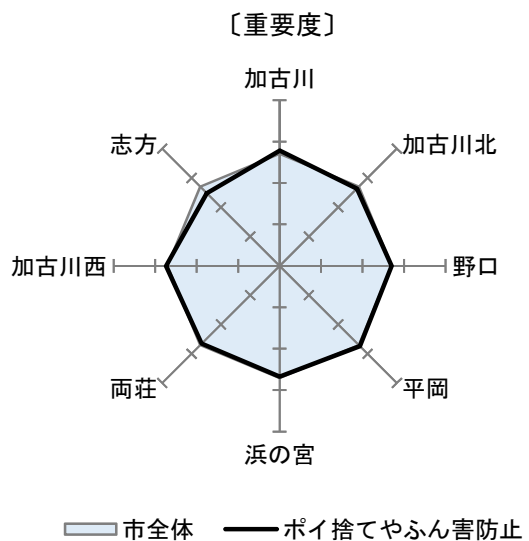 〔重要度〕
加古川
志方
加古川北
加古川西
野口
両荘
平岡
浜の宮
市全体
ポイ捨てやふん害防止